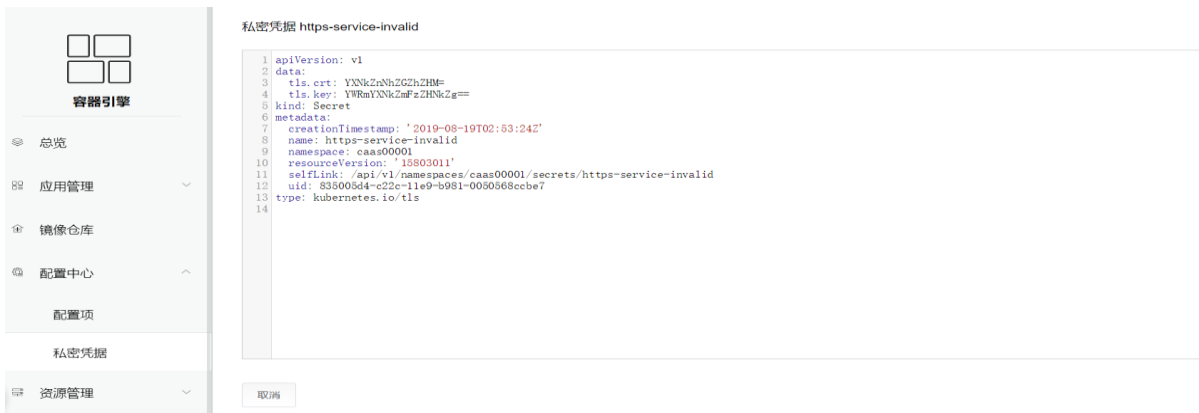 容器引擎
总览
应用管理
镜像仓库
配置中心
配置项
私密凭据
资源管理
私密凭据 https-service-invalid
1 apiVersion: v1
2 data:
3 tls.crt: YXNkZnNhZGZhZHM=
4 tls.key: YWRmYXNkZmFzZHNkZg==
5 kind: Secret
6 metadata:
7 creationTimestamp: '2019-08-19T02:53:24Z'
8 name: https-service-invalid
9 namespace: caas00001
10 resourceVersion: '15803011'
11 selfLink: /api/v1/namespaces/caas00001/secrets/https-service-invalid
12 uid: 835005d4-c22c-11e9-b981-0050568ccbe7
13 type: kubernetes.io/tls
14
取消